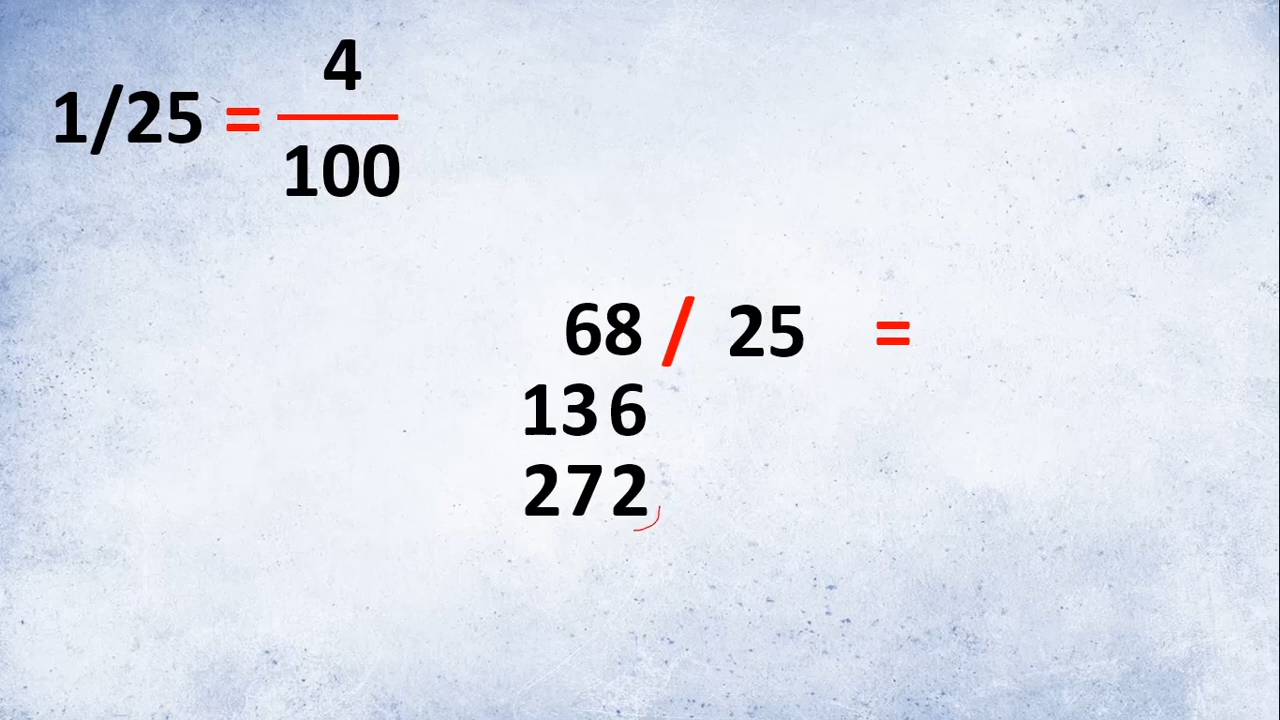 1/25 = 4/100
68 / 25 =
136
272